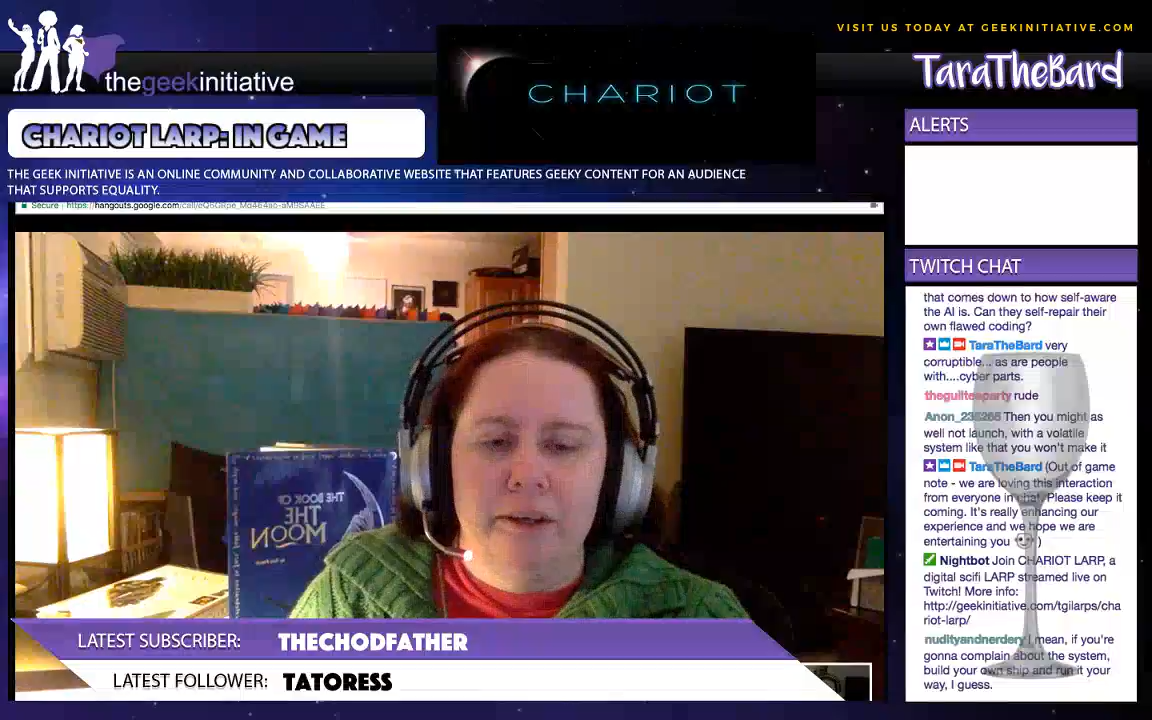 VISIT US TODAY AT GEEKINITIATIVE.COM
thegeekinitiative
CHARIOT
TaraTheBard
CHARIOT LARP: IN GAME
THE GEEK INITIATIVE IS AN ONLINE COMMUNITY AND COLLABORATIVE WEBSITE THAT FEATURES GEEKY CONTENT FOR AN AUDIENCE
THAT SUPPORTS EQUALITY.
Secure | https://hangouts.google.com/call/
THE BOOK OF
THE
MOON
LATEST SUBSCRIBER: THECHODFATHER
LATEST FOLLOWER: TATORESS
ALERTS
TWITCH CHAT
that comes down to how self-aware
the AI is. Can they self-repair their
own flawed coding?
TaraTheBard very
corruptible... as are people
with....cyber parts.
theguilteaparty rude
Anon_235265 Then you might as
well not launch, with a volatile
system like that you won't make it
TaraTheBard (Out of game
note - we are loving this interaction
from everyone in chat. Please keep it
coming. It's really enhancing our
experience and we hope we are
entertaining you )
Nightbot Join CHARIOT LARP, a
digital scifi LARP streamed live on
Twitch! More info:
http://geekinitiative.com/tgilarps/cha
riot-larp/
nudityandnerdery I mean, if you're
gonna complain about the system,
build your own ship and run it your
way, I guess.